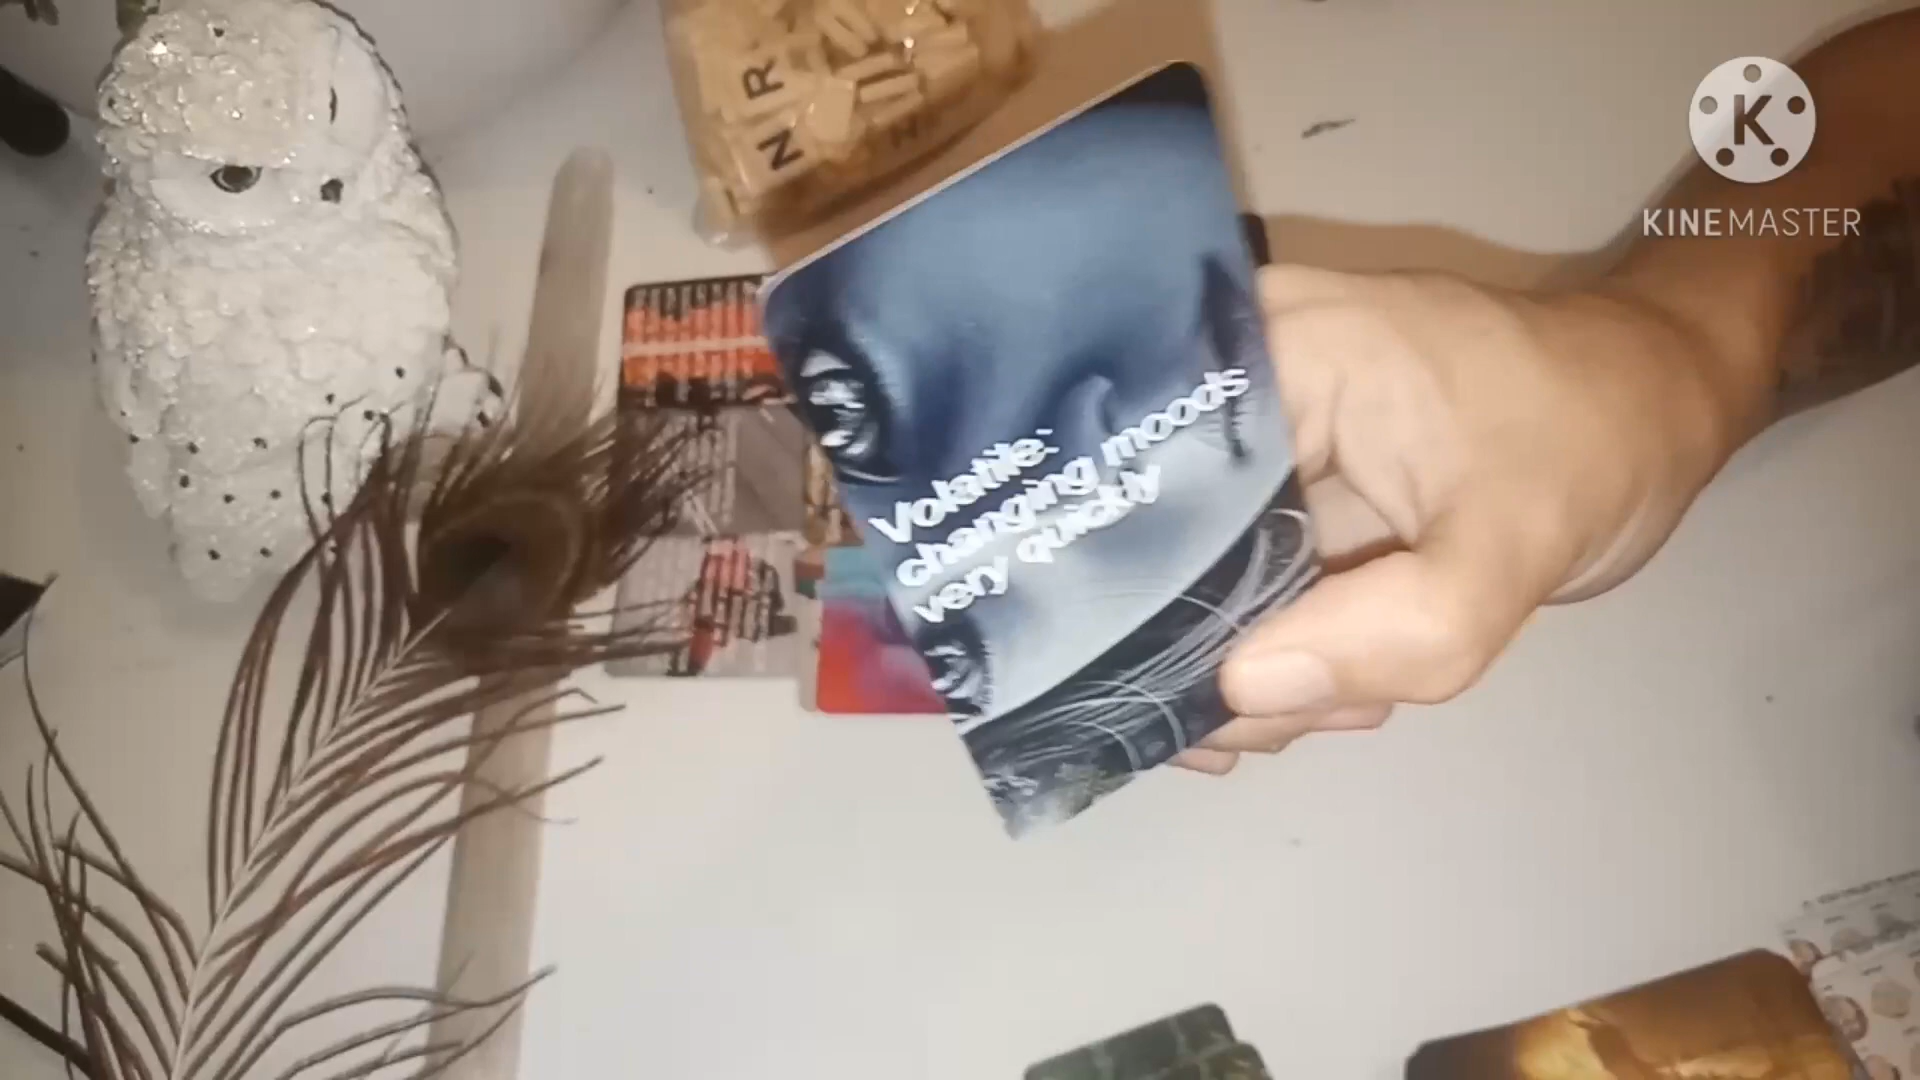 K
KINEMASTER
R
N
Volatile:
changing moods
very quickly